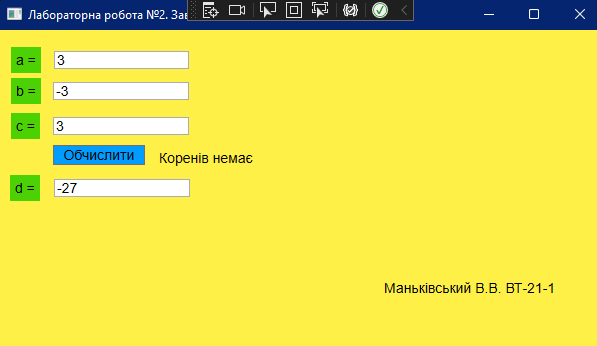 Лабораторна робота №2. Зав
a =
3
b =
-3
c =
3
Обчислити
Коренів немає
d =
-27
Маньківський В.В. ВТ-21-1